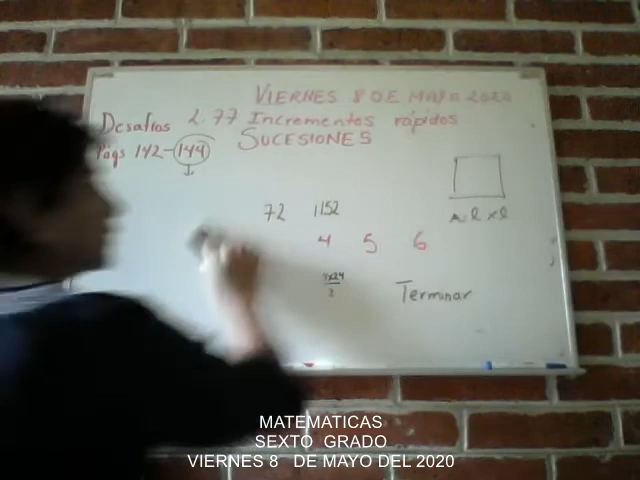 VIERNES 8 DE MAYO 2020
Desafíos 2.77 Incrementos rápidos
Págs 142-144 SUCESIONES
72 1152
A=l x l
4 5 6
2
Terminar
MATEMATICAS
SEXTO GRADO
VIERNES 8 DE MAYO DEL 2020